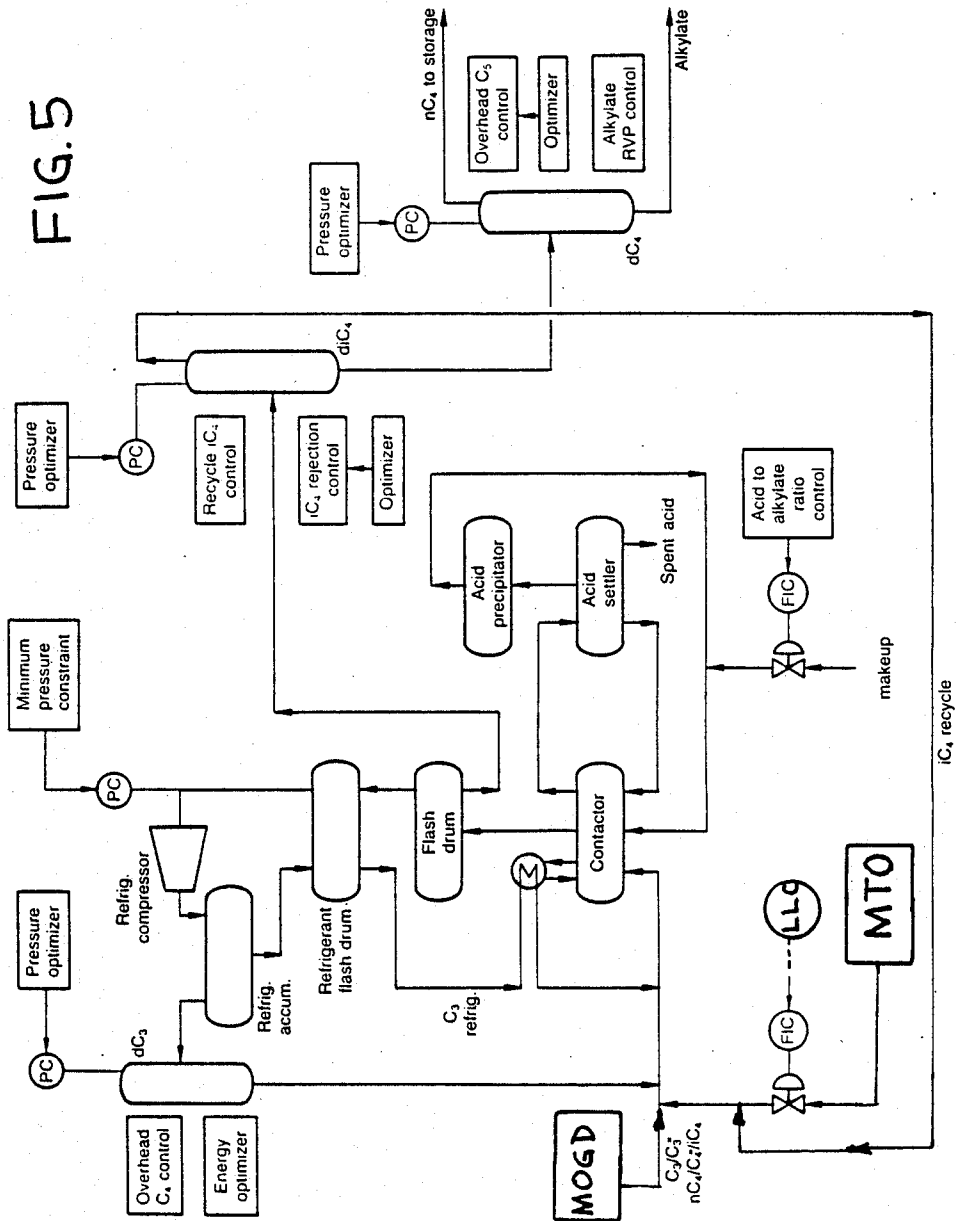 FIG. 5
Pressure
optimizer
PC
dC3
Overhead
C4 control
Energy
optimizer
Minimum
pressure
constraint
PC
Refrig.
compressor
Refrig.
accum.
Refrigerant
flash drum.
Flash
drum
C3
refrig.
Contactor
Acid
precipitator
Acid
settler
Spent acid
Pressure
optimizer
PC
diC4
Recycle iC4
control
iC4 rejection
control
Optimizer
Pressure
optimizer
PC
dC4
nC4 to storage
Overhead C5
control
Optimizer
Alkylate
RVP control
Alkylate
Acid to
alkylate
ratio
control
FIC
makeup
iC4 recycle
MOGD
C3/C3=
nC4/C4=/iC4
FIC
LLC
MTO